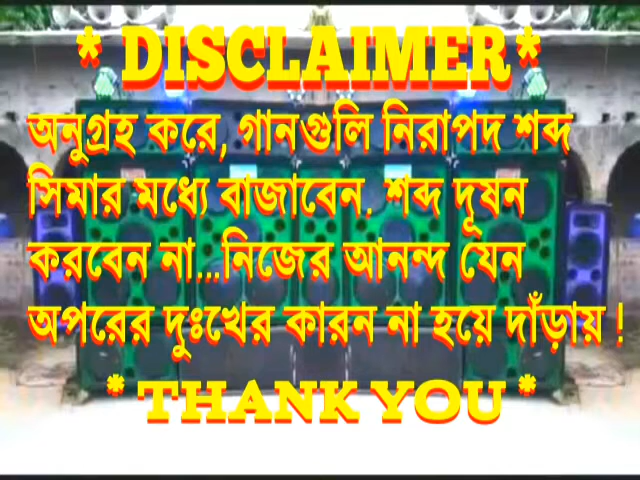 * DISCLAIMER*
অনুগ্রহ করে, গানগুলি নিরাপদ শব্দ
সিমার মধ্যে বাজাবেন. শব্দ দূষন
করবেন না...নিজের আনন্দ যেন
অপরের দুঃখের কারন না হয়ে দাঁড়ায় !
* THANK YOU *